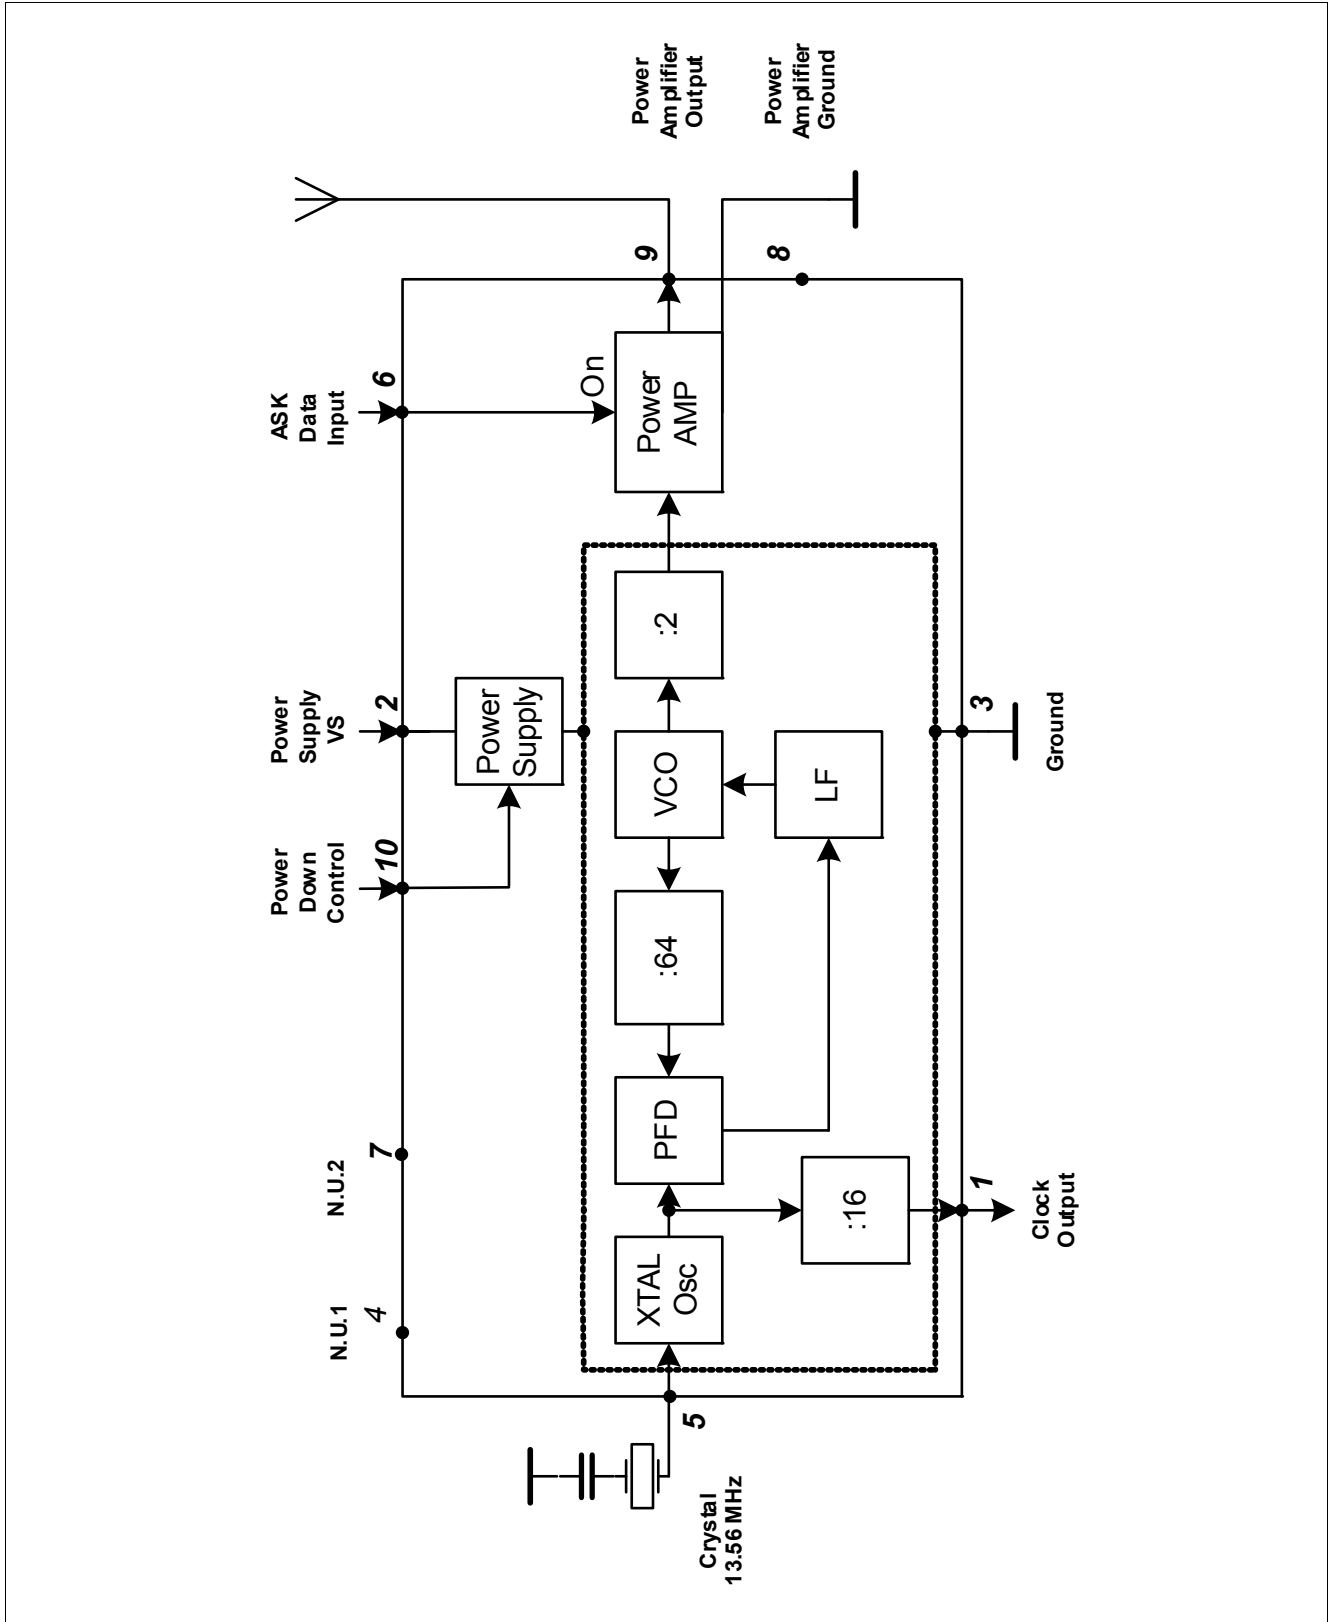 N.U.1
4
N.U.2
7
Power
Down
Control
10
Power
Supply
VS
2
ASK
Data
Input
6
Power
Supply
On
Crystal
13.56 MHz
5
XTAL
Osc
PFD
:64
VCO
:2
Power
AMP
9
Power
Amplifier
Output
8
Power
Amplifier
Ground
:16
LF
1
Clock
Output
3
Ground